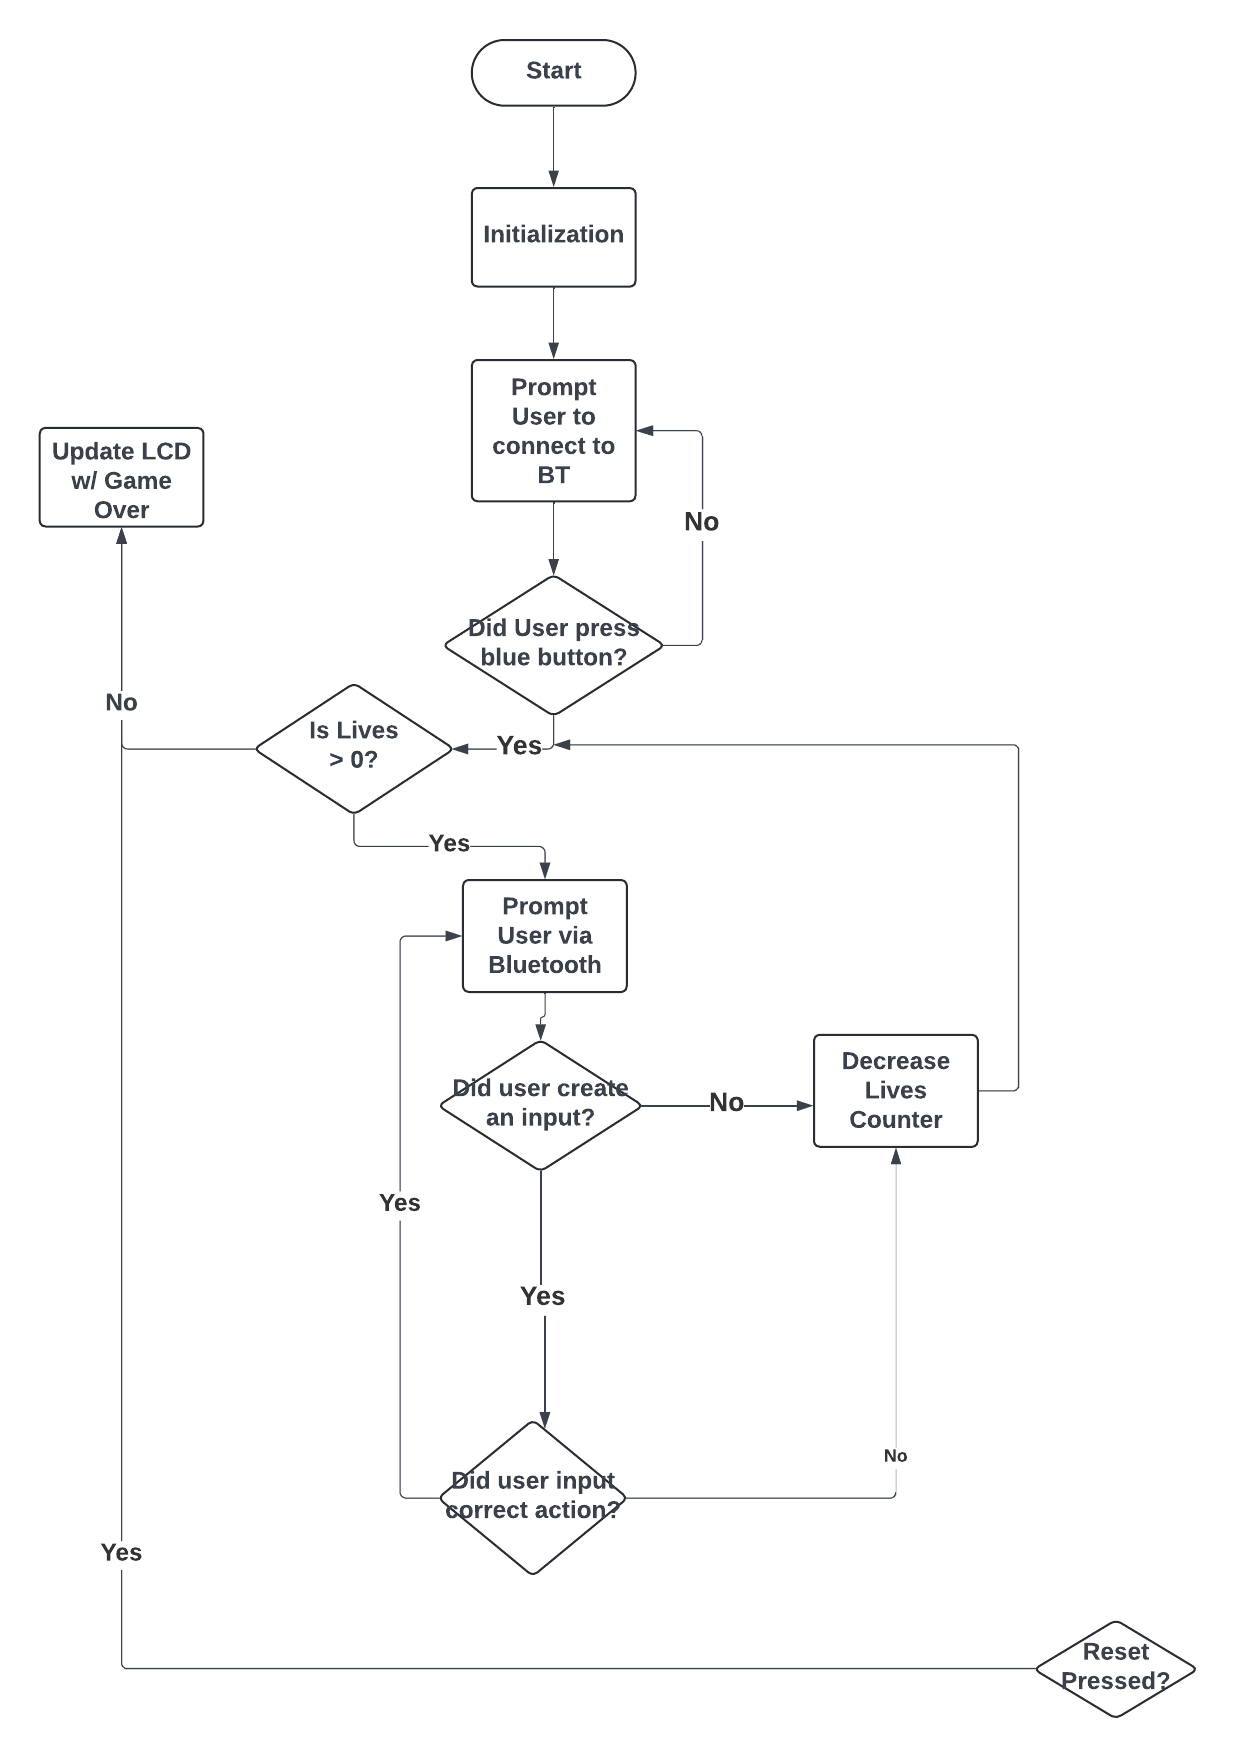 Start
Initialization
Prompt
User to
connect to
BT
Update LCD
w/ Game
Over
No
Did User press
blue button?
No
Is Lives
> 0?
Yes
Yes
Prompt
User via
Bluetooth
Did user create
an input?
No
Decrease
Lives
Counter
Yes
Yes
No
Did user input
correct action?
Yes
Reset
Pressed?